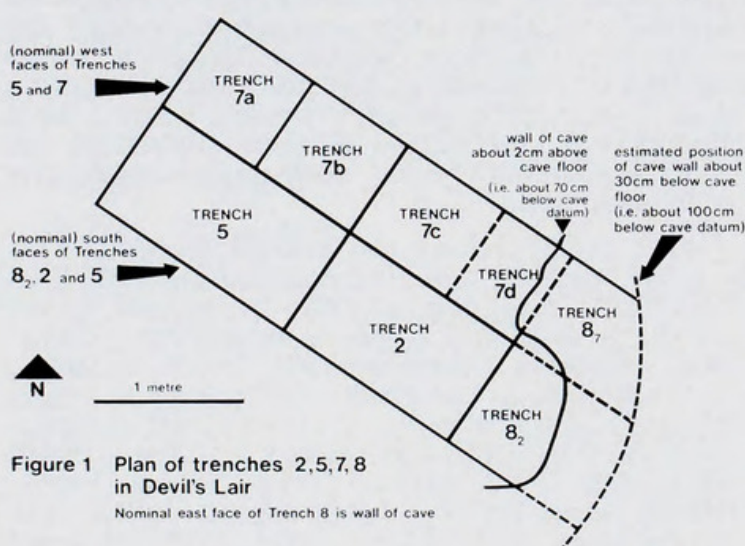 (nominal) west
faces of Trenches
5 and 7
TRENCH
7a
TRENCH
7b
TRENCH
5
TRENCH
7c
wall of cave
about 2cm above
cave floor
(i.e. about 70cm
below cave
datum)
estimated position
of cave wall about
30cm below cave
floor
(i.e. about 100cm
below cave datum)
(nominal) south
faces of Trenches
8₂, 2 and 5
TRENCH
7d
TRENCH
8₇
TRENCH
2
TRENCH
8₂
N
1 metre
Figure 1 Plan of trenches 2,5,7,8
in Devil's Lair
Nominal east face of Trench 8 is wall of cave